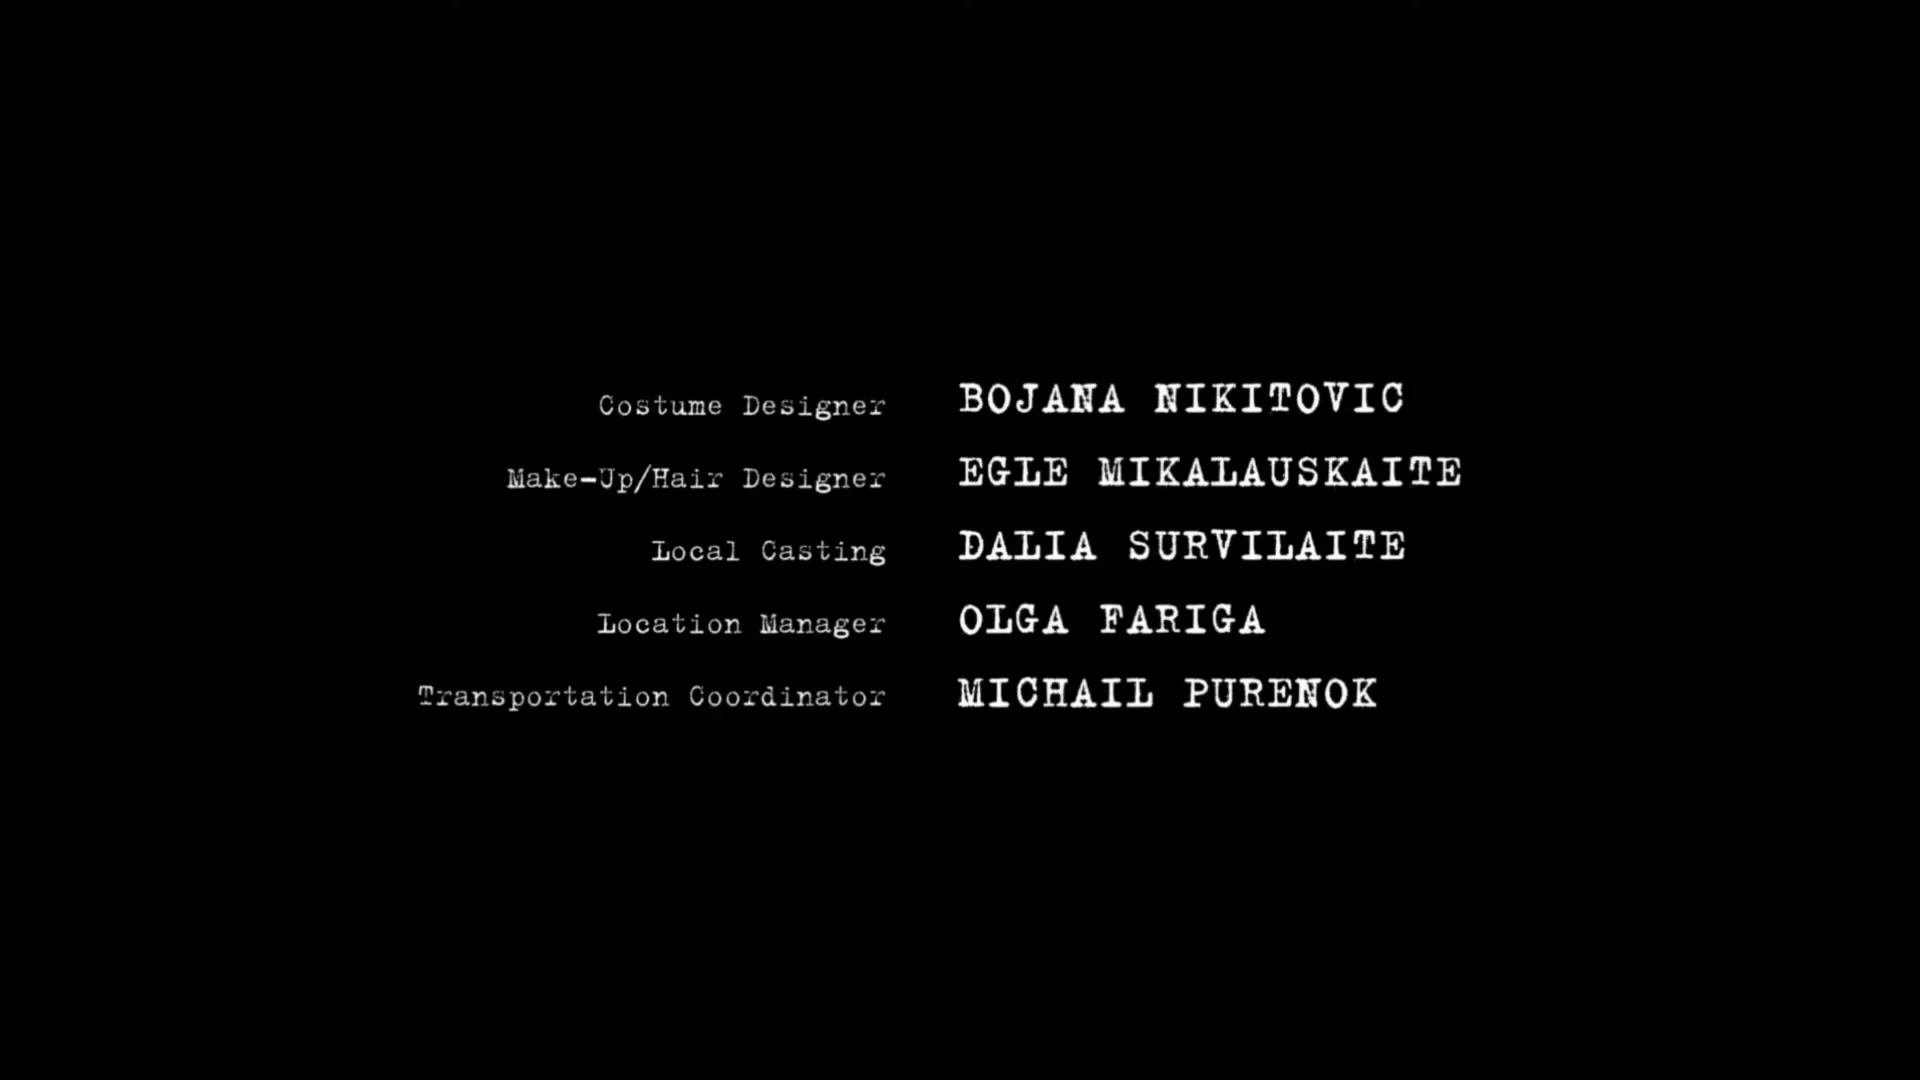 Costume Designer BOJANA NIKITOVIC
Make-Up/Hair Designer EGLE MIKALAUSKAITE
Local Casting DALIA SURVILAITE
Location Manager OLGA FARIGA
Transportation Coordinator MICHAIL PURENOK